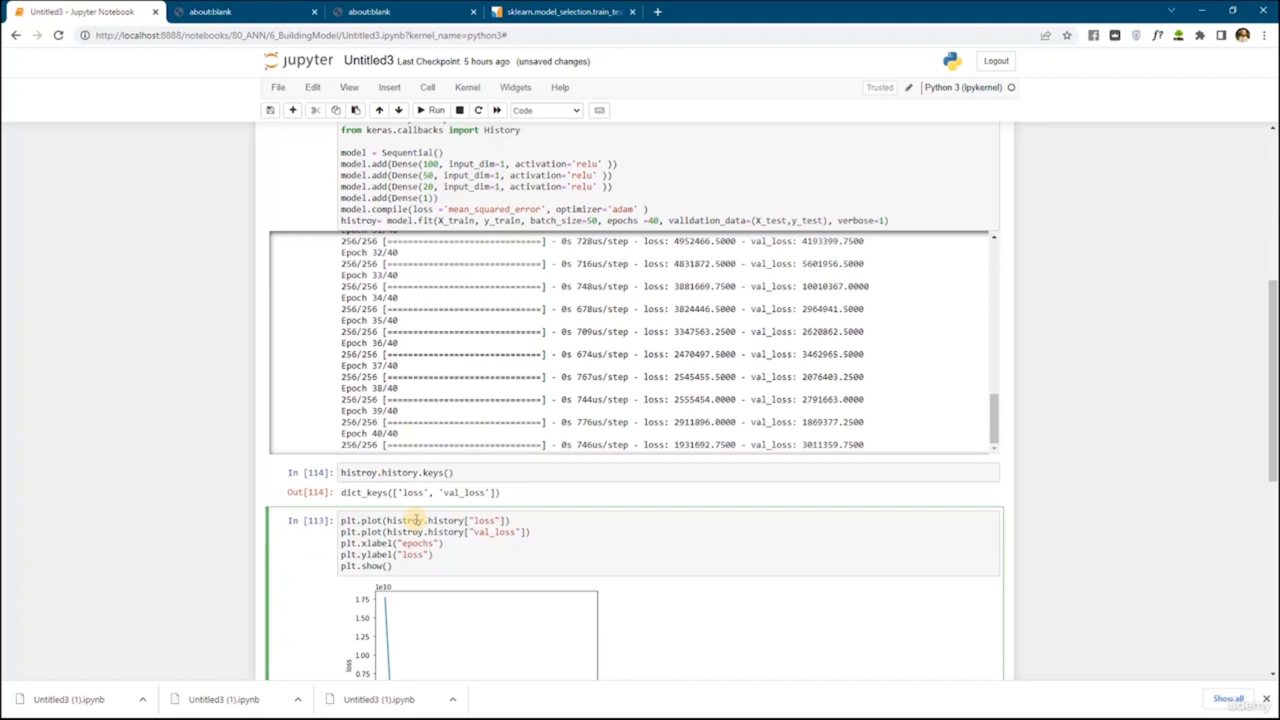 Untitled3 - Jupyter Notebook
about:blank
about:blank
sklearn.model_selection.train_tes
http://localhost:8888/notebooks/80_ANN/6_BuildingModel/Untitled3.ipynb?kernel_name=python3#
jupyter Untitled3 Last Checkpoint: 5 hours ago (unsaved changes)
Logout
File Edit View Insert Cell Kernel Widgets Help
Trusted
Python 3 (ipykernel)
Run
Code
from keras.callbacks import History
model = Sequential()
model.add(Dense(100, input_dim=1, activation='relu' ))
model.add(Dense(50, input_dim=1, activation='relu' ))
model.add(Dense(20, input_dim=1, activation='relu' ))
model.add(Dense(1))
model.compile(loss ='mean_squared_error', optimizer='adam' )
histroy= model.fit(X_train, y_train, batch_size=50, epochs =40, validation_data=(X_test,y_test), verbose=1)
256/256 [==============================] - 0s 728us/step - loss: 4952466.5000 - val_loss: 4193399.7500
Epoch 32/40
256/256 [==============================] - 0s 716us/step - loss: 4831872.5000 - val_loss: 5601956.5000
Epoch 33/40
256/256 [==============================] - 0s 748us/step - loss: 3881669.7500 - val_loss: 10010367.0000
Epoch 34/40
256/256 [==============================] - 0s 678us/step - loss: 3824446.5000 - val_loss: 2964941.5000
Epoch 35/40
256/256 [==============================] - 0s 709us/step - loss: 3347563.2500 - val_loss: 2620862.5000
Epoch 36/40
256/256 [==============================] - 0s 674us/step - loss: 2470497.5000 - val_loss: 3462965.5000
Epoch 37/40
256/256 [==============================] - 0s 767us/step - loss: 2545455.5000 - val_loss: 2076403.2500
Epoch 38/40
256/256 [==============================] - 0s 744us/step - loss: 2555454.0000 - val_loss: 2791663.0000
Epoch 39/40
256/256 [==============================] - 0s 776us/step - loss: 2911896.0000 - val_loss: 1869377.2500
Epoch 40/40
256/256 [==============================] - 0s 746us/step - loss: 1931692.7500 - val_loss: 3011359.7500
In [114]: histroy.history.keys()
Out[114]: dict_keys(['loss', 'val_loss'])
In [113]: plt.plot(histroy.history["loss"])
plt.plot(histroy.history["val_loss"])
plt.xlabel("epochs")
plt.ylabel("loss")
plt.show()
1e10
1.75
1.50
1.25
1.00
0.75
loss
Untitled3 (1).ipynb
Untitled3 (1).ipynb
Untitled3 (1).ipynb
Show all
udemy